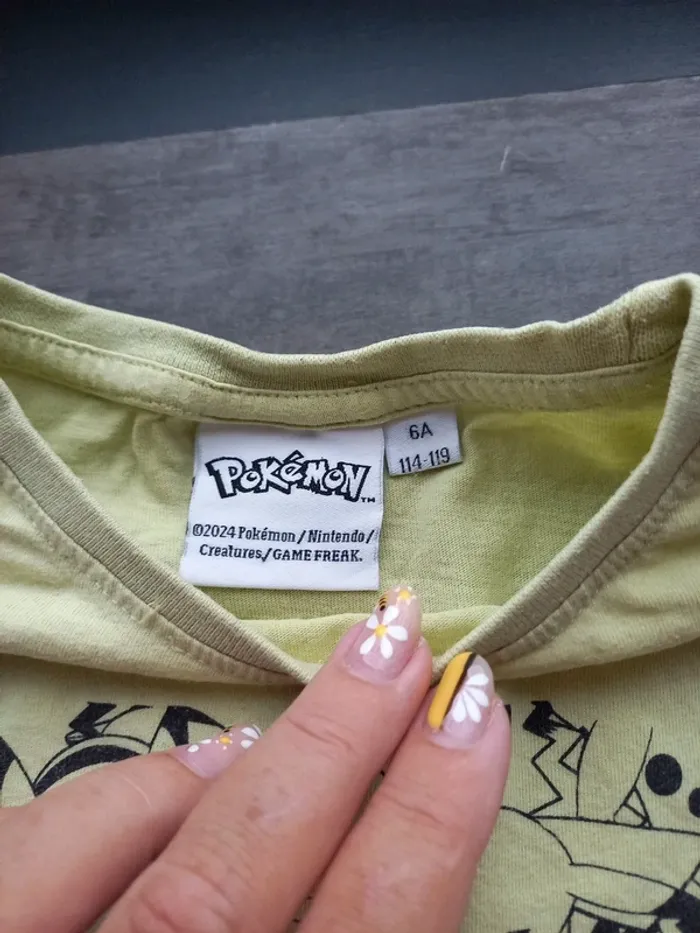 POKéMON™
©2024 Pokémon/Nintendo/
Creatures/GAME FREAK.
6A
114-119